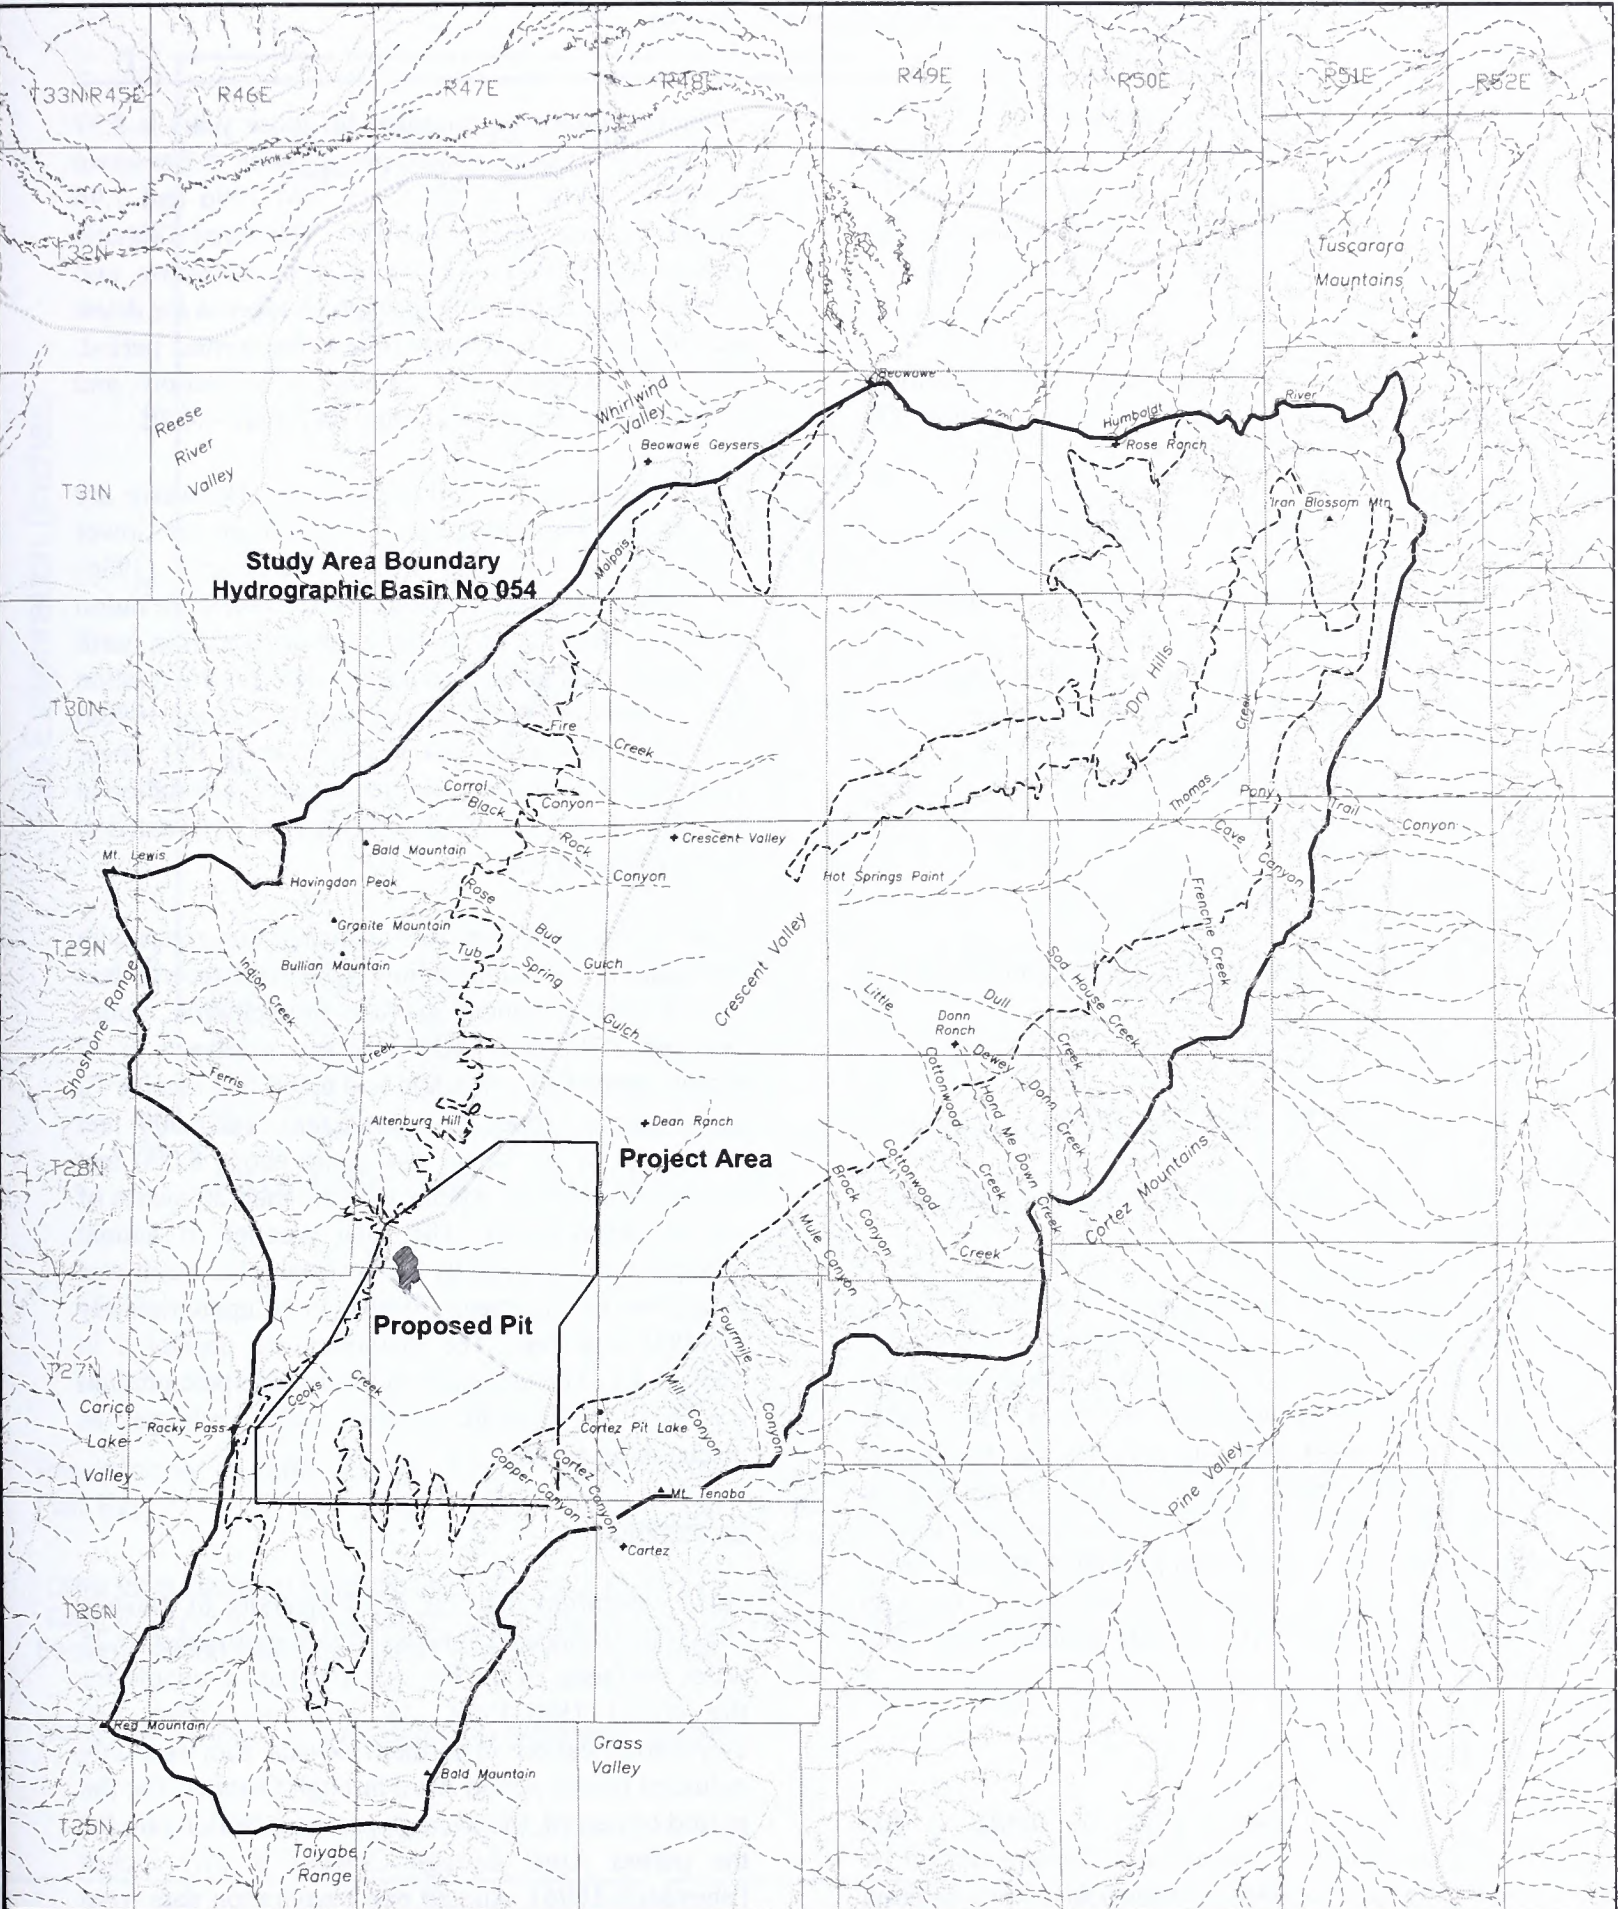 T33N R45E R46E R47E R48E R49E R50E R51E R52E
T32N
Tuscarora
Mountains
Beowawe
Whirlwind
Valley
Reese
River
Valley
Humboldt
River
Beowawe Geysers
Rose Ranch
T31N
Iron Blossom Mtn
Study Area Boundary
Hydrographic Basin No 054
Malpais
Dry Hills
T30N
Fire
Creek
Creek
Corral
Canyon
Black
Rock
Canyon
Thomas
Pony
Trail
Canyon
Cave
Canyon
Crescent Valley
Bald Mountain
Mt. Lewis
Havingdon Peak
Hot Springs Point
Rose
Bud
Gulch
Frenchie Creek
Granite Mountain
T29N
Bullian Mountain
Tub
Spring
Gulch
Indian Creek
Crescent Valley
Sod House Creek
Shoshone Range
Little
Cottonwood
Creek
Dull
Creek
Dann
Ranch
Dewey
Dann
Creek
Hand Me Down Creek
Ferris
Creek
Altenburg Hill
Dean Ranch
Project Area
T28N
Cottonwood
Creek
Brock Canyon
Mule Canyon
Cortez Mountains
Proposed Pit
Fourmile
Canyon
T27N
Mill
Canyon
Cooks
Creek
Carico
Lake
Valley
Rocky Pass
Cortez Pit Lake
Cortez Canyon
Copper Canyon
Pine Valley
Mt. Tenabo
Cortez
T26N
Red Mountain
Grass
Valley
Bald Mountain
T25N
Toiyabe
Range